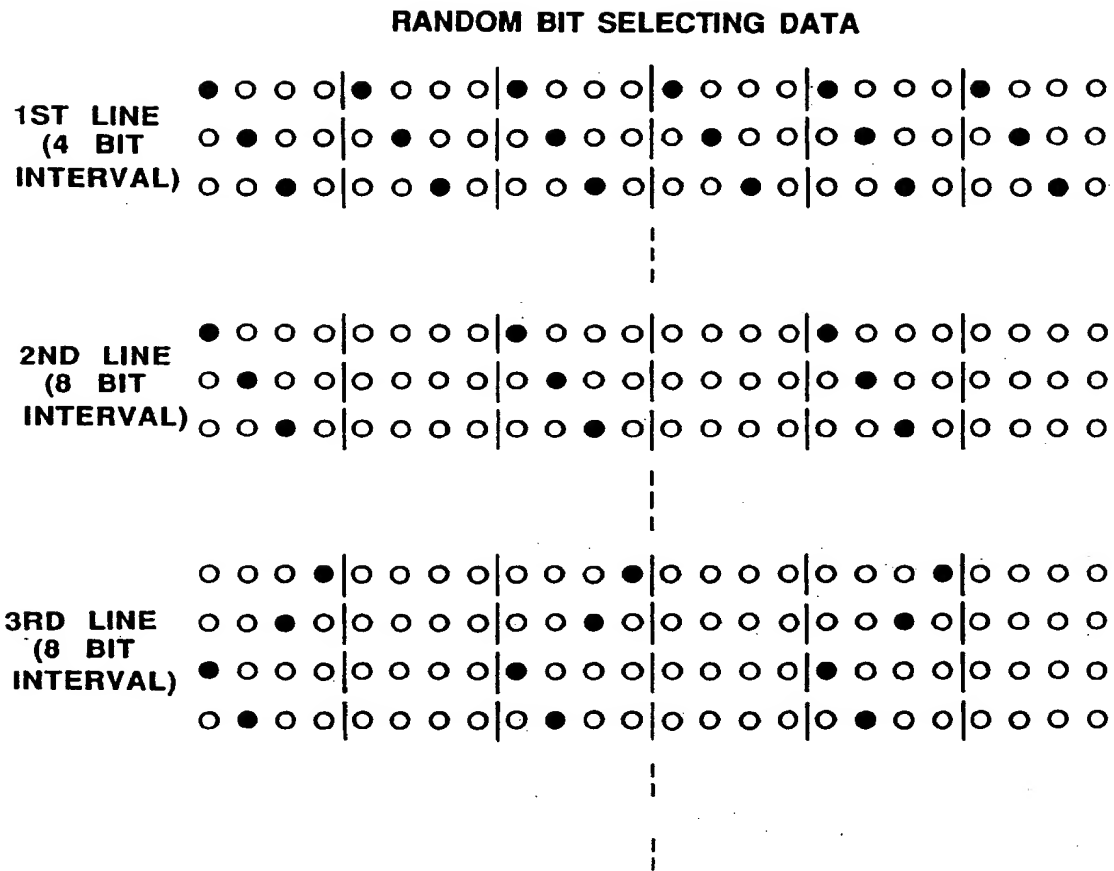 RANDOM BIT SELECTING DATA
1ST LINE
(4 BIT
INTERVAL)
2ND LINE
(8 BIT
INTERVAL)
3RD LINE
(8 BIT
INTERVAL)